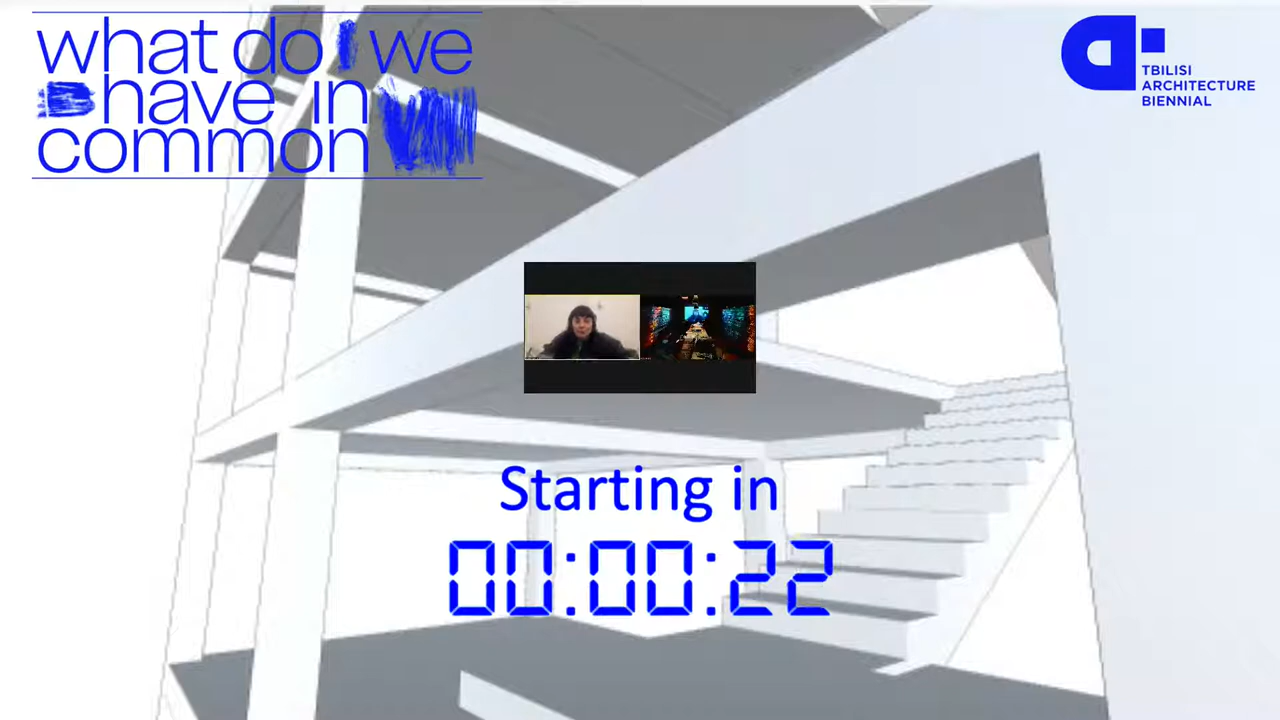 what do we
have in
common
TBILISI
ARCHITECTURE
BIENNIAL
Starting in
00:00:22